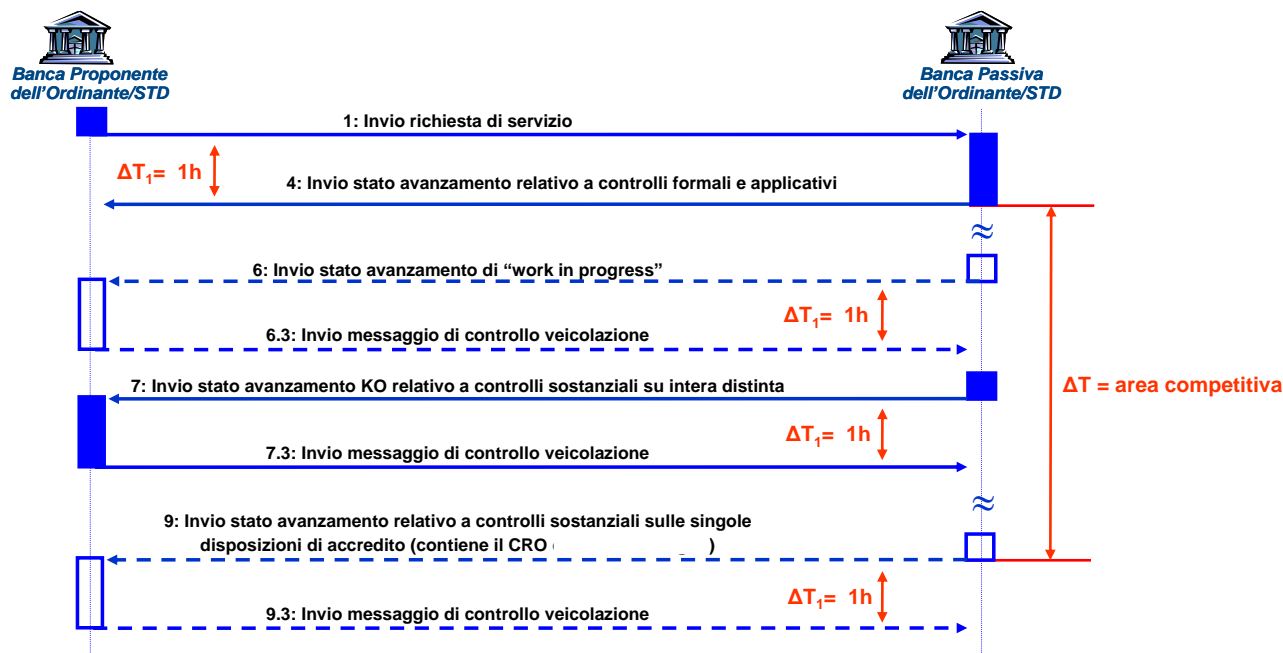 Banca Proponente
dell'Ordinante/STD
Banca Passiva
dell'Ordinante/STD
1: Invio richiesta di servizio
ΔT1= 1h
4: Invio stato avanzamento relativo a controlli formali e applicativi
≈
6: Invio stato avanzamento di “work in progress”
ΔT1= 1h
6.3: Invio messaggio di controllo veicolazione
7: Invio stato avanzamento KO relativo a controlli sostanziali su intera distinta
ΔT = area competitiva
ΔT1= 1h
7.3: Invio messaggio di controllo veicolazione
≈
9: Invio stato avanzamento relativo a controlli sostanziali sulle singole
disposizioni di accredito (contiene il CRO )
ΔT1= 1h
9.3: Invio messaggio di controllo veicolazione